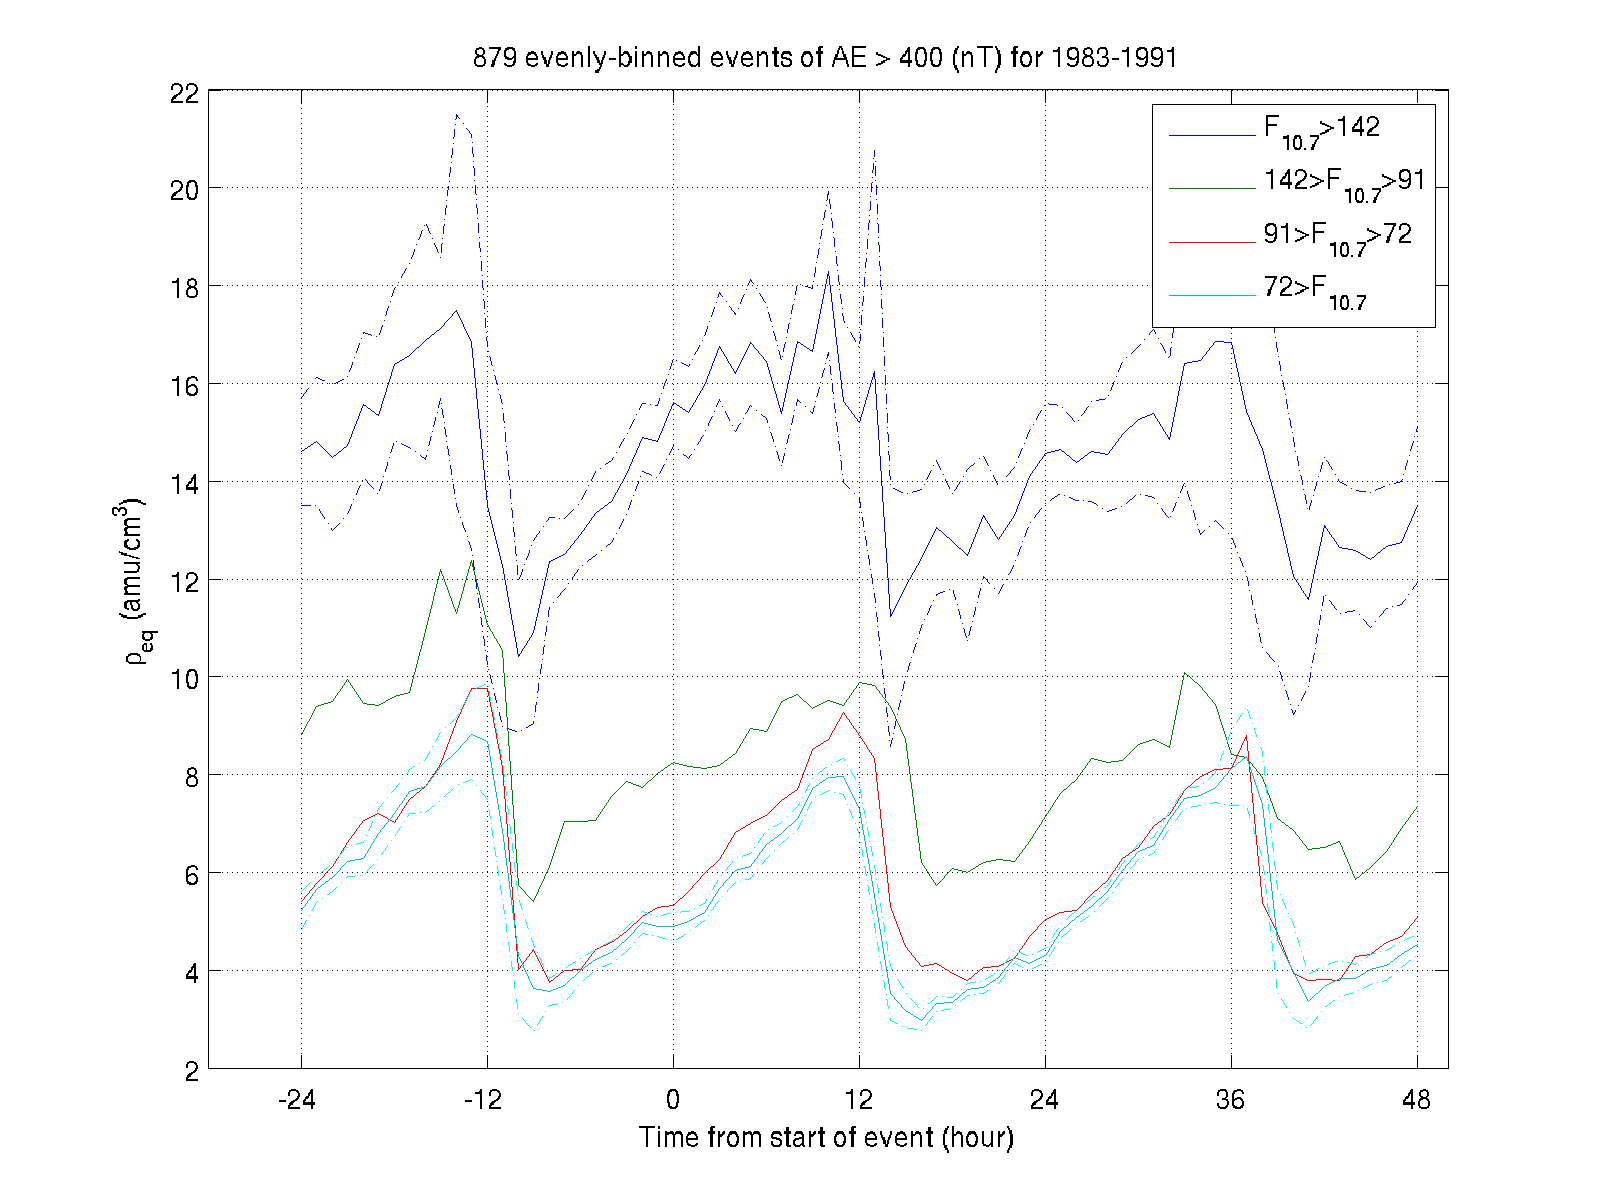 879 evenly-binned events of AE > 400 (nT) for 1983-1991
22
20
18
16
14
12
10
8
6
4
2
ρeq (amu/cm3)
F10.7>142
142>F10.7>91
91>F10.7>72
72>F10.7
-24 -12 0 12 24 36 48
Time from start of event (hour)